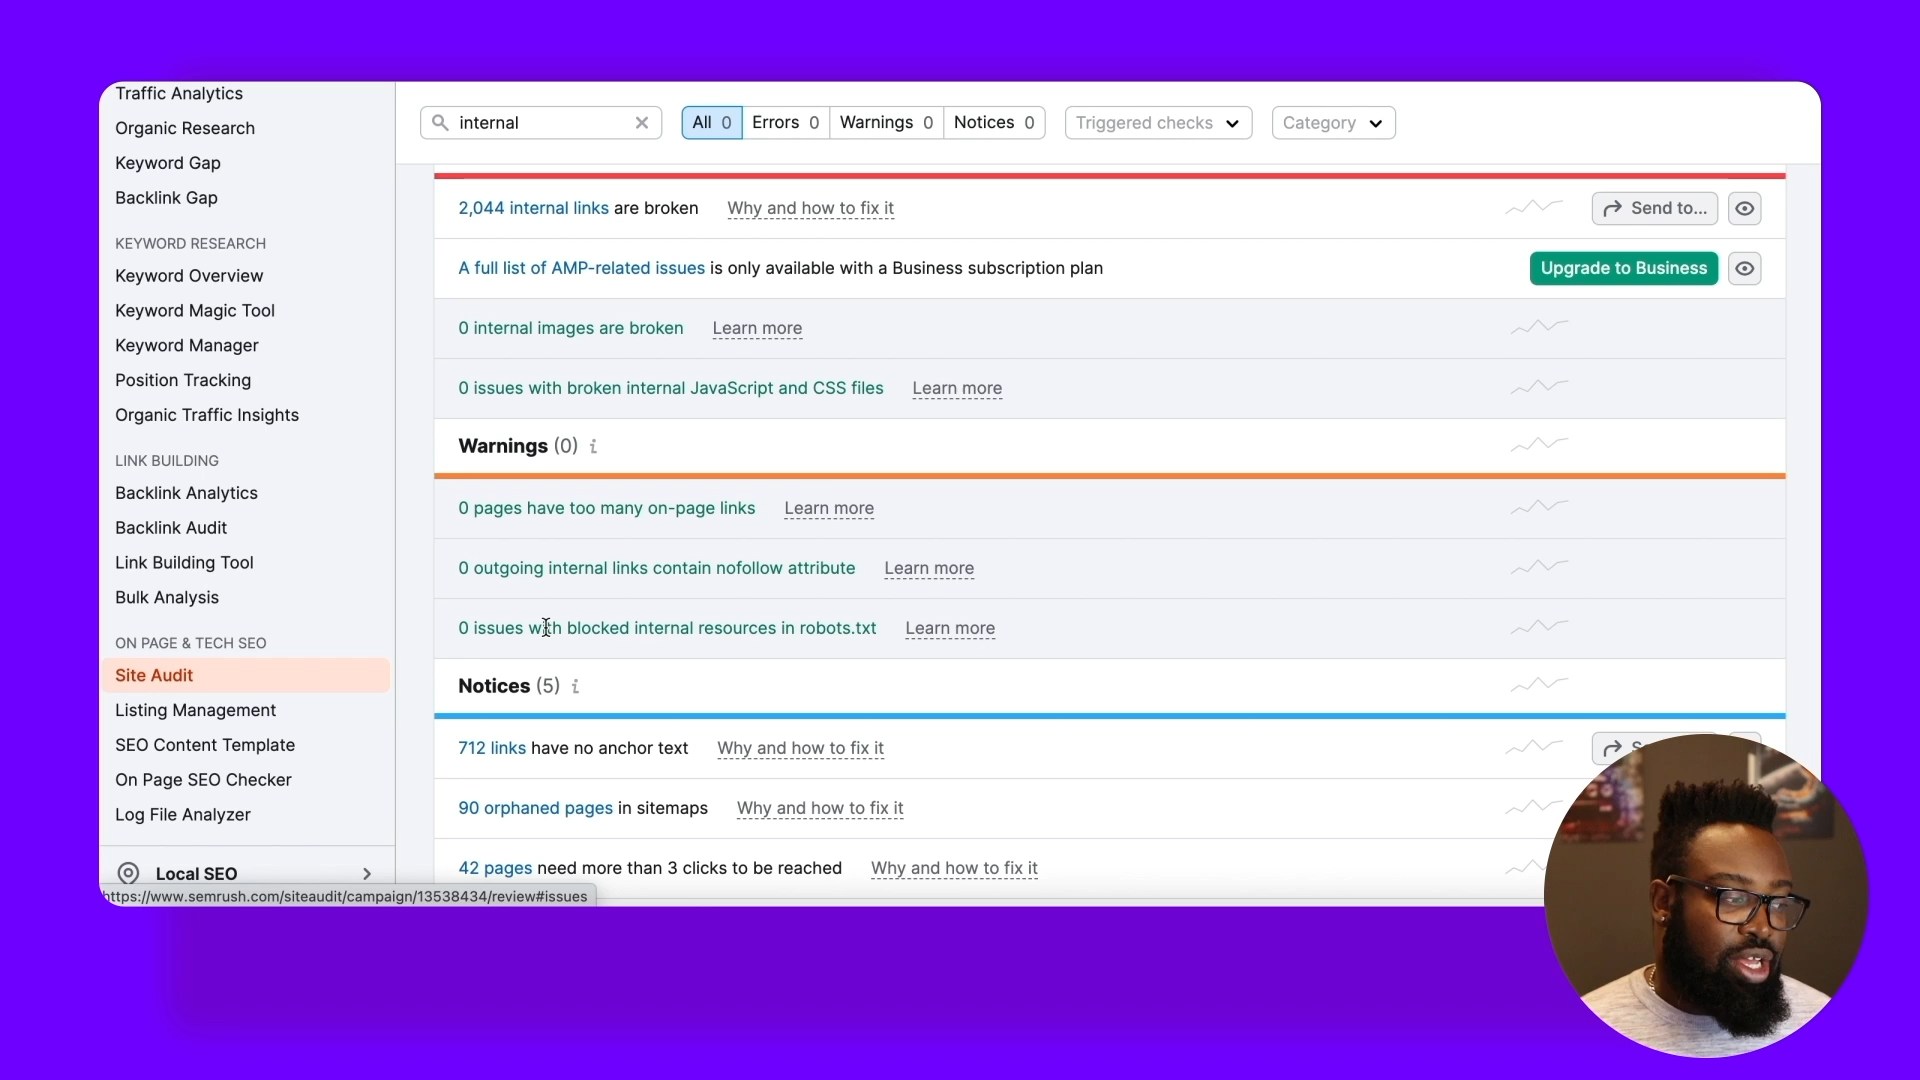 Traffic Analytics
Organic Research
Keyword Gap
Backlink Gap
KEYWORD RESEARCH
Keyword Overview
Keyword Magic Tool
Keyword Manager
Position Tracking
Organic Traffic Insights
LINK BUILDING
Backlink Analytics
Backlink Audit
Link Building Tool
Bulk Analysis
ON PAGE & TECH SEO
Site Audit
Listing Management
SEO Content Template
On Page SEO Checker
Log File Analyzer
Local SEO
https://www.semrush.com/siteaudit/campaign/13538434/review#issues
internal All 0 Errors 0 Warnings 0 Notices 0 Triggered checks Category
2,044 internal links are broken Why and how to fix it Send to...
A full list of AMP-related issues is only available with a Business subscription plan Upgrade to Business
0 internal images are broken Learn more
0 issues with broken internal JavaScript and CSS files Learn more
Warnings (0) i
0 pages have too many on-page links Learn more
0 outgoing internal links contain nofollow attribute Learn more
0 issues with blocked internal resources in robots.txt Learn more
Notices (5) i
712 links have no anchor text Why and how to fix it
90 orphaned pages in sitemaps Why and how to fix it
42 pages need more than 3 clicks to be reached Why and how to fix it